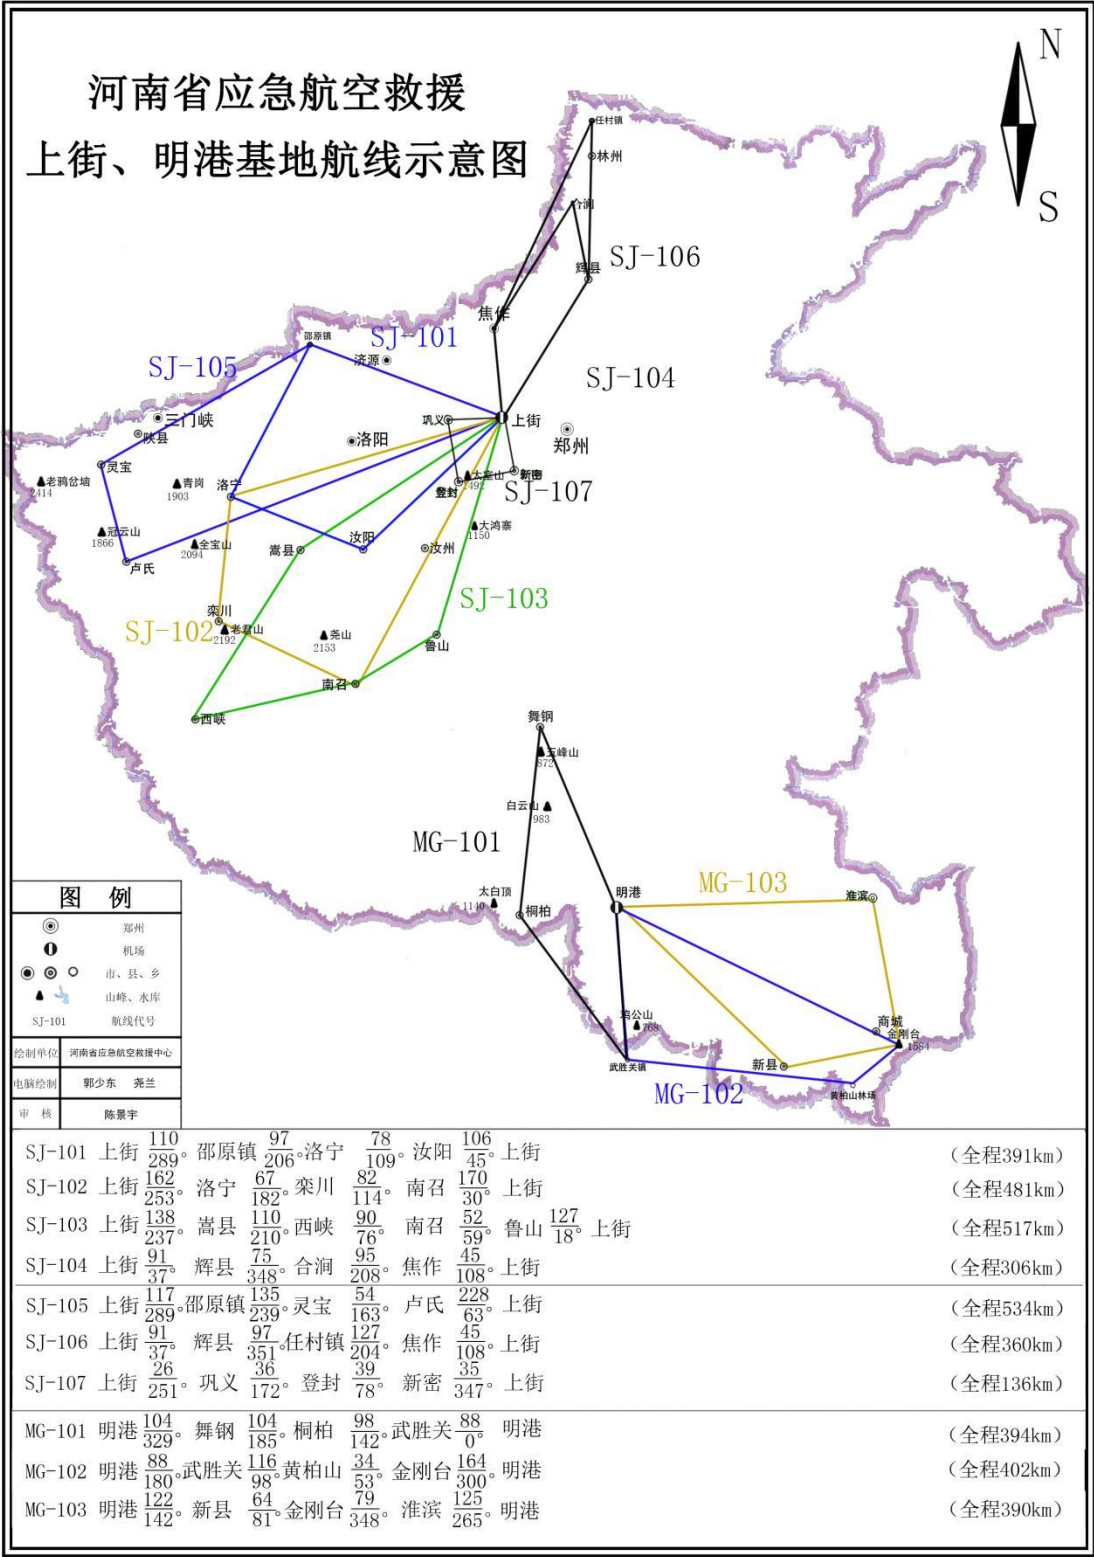 河南省应急航空救援
上街、明港基地航线示意图
N
S
任村镇
林州
合涧
辉县
SJ-106
焦作
邵原镇
SJ-101
济源
SJ-105
SJ-104
三门峡
陕县
巩义
上街
郑州
洛阳
灵宝
老鸦岔垴
2414
青岗
1903
洛宁
太室山
1492
登封
新密
SJ-107
冠云山
1866
全宝山
2094
大鸿寨
1150
嵩县
汝阳
汝州
卢氏
SJ-103
栾川
SJ-102
老君山
2192
尧山
2153
鲁山
南召
西峡
舞钢
五峰山
872
白云山
983
MG-101
太白顶
1140
桐柏
明港
MG-103
淮滨
鸡公山
768
商城
金刚台
1584
新县
武胜关镇
MG-102
黄柏山林场
图 例
郑州
机场
市、县、乡
山峰、水库
SJ-101 航线代号
绘制单位 河南省应急航空救援中心
电脑绘制 郭少东 尧兰
审 核 陈景宇
SJ-101 上街 110/289° 邵原镇 97/206° 洛宁 78/109° 汝阳 106/45° 上街 (全程391km)
SJ-102 上街 162/253° 洛宁 67/182° 栾川 82/114° 南召 170/30° 上街 (全程481km)
SJ-103 上街 138/237° 嵩县 110/210° 西峡 90/76° 南召 52/59° 鲁山 127/18° 上街 (全程517km)
SJ-104 上街 91/37° 辉县 75/348° 合涧 95/208° 焦作 45/108° 上街 (全程306km)
SJ-105 上街 117/289° 邵原镇 135/239° 灵宝 54/163° 卢氏 228/63° 上街 (全程534km)
SJ-106 上街 91/37° 辉县 97/351° 任村镇 127/204° 焦作 45/108° 上街 (全程360km)
SJ-107 上街 26/251° 巩义 36/172° 登封 39/78° 新密 35/347° 上街 (全程136km)
MG-101 明港 104/329° 舞钢 104/185° 桐柏 98/142° 武胜关 88/0° 明港 (全程394km)
MG-102 明港 88/180° 武胜关 116/98° 黄柏山 34/53° 金刚台 164/300° 明港 (全程402km)
MG-103 明港 122/142° 新县 64/81° 金刚台 79/348° 淮滨 125/265° 明港 (全程390km)